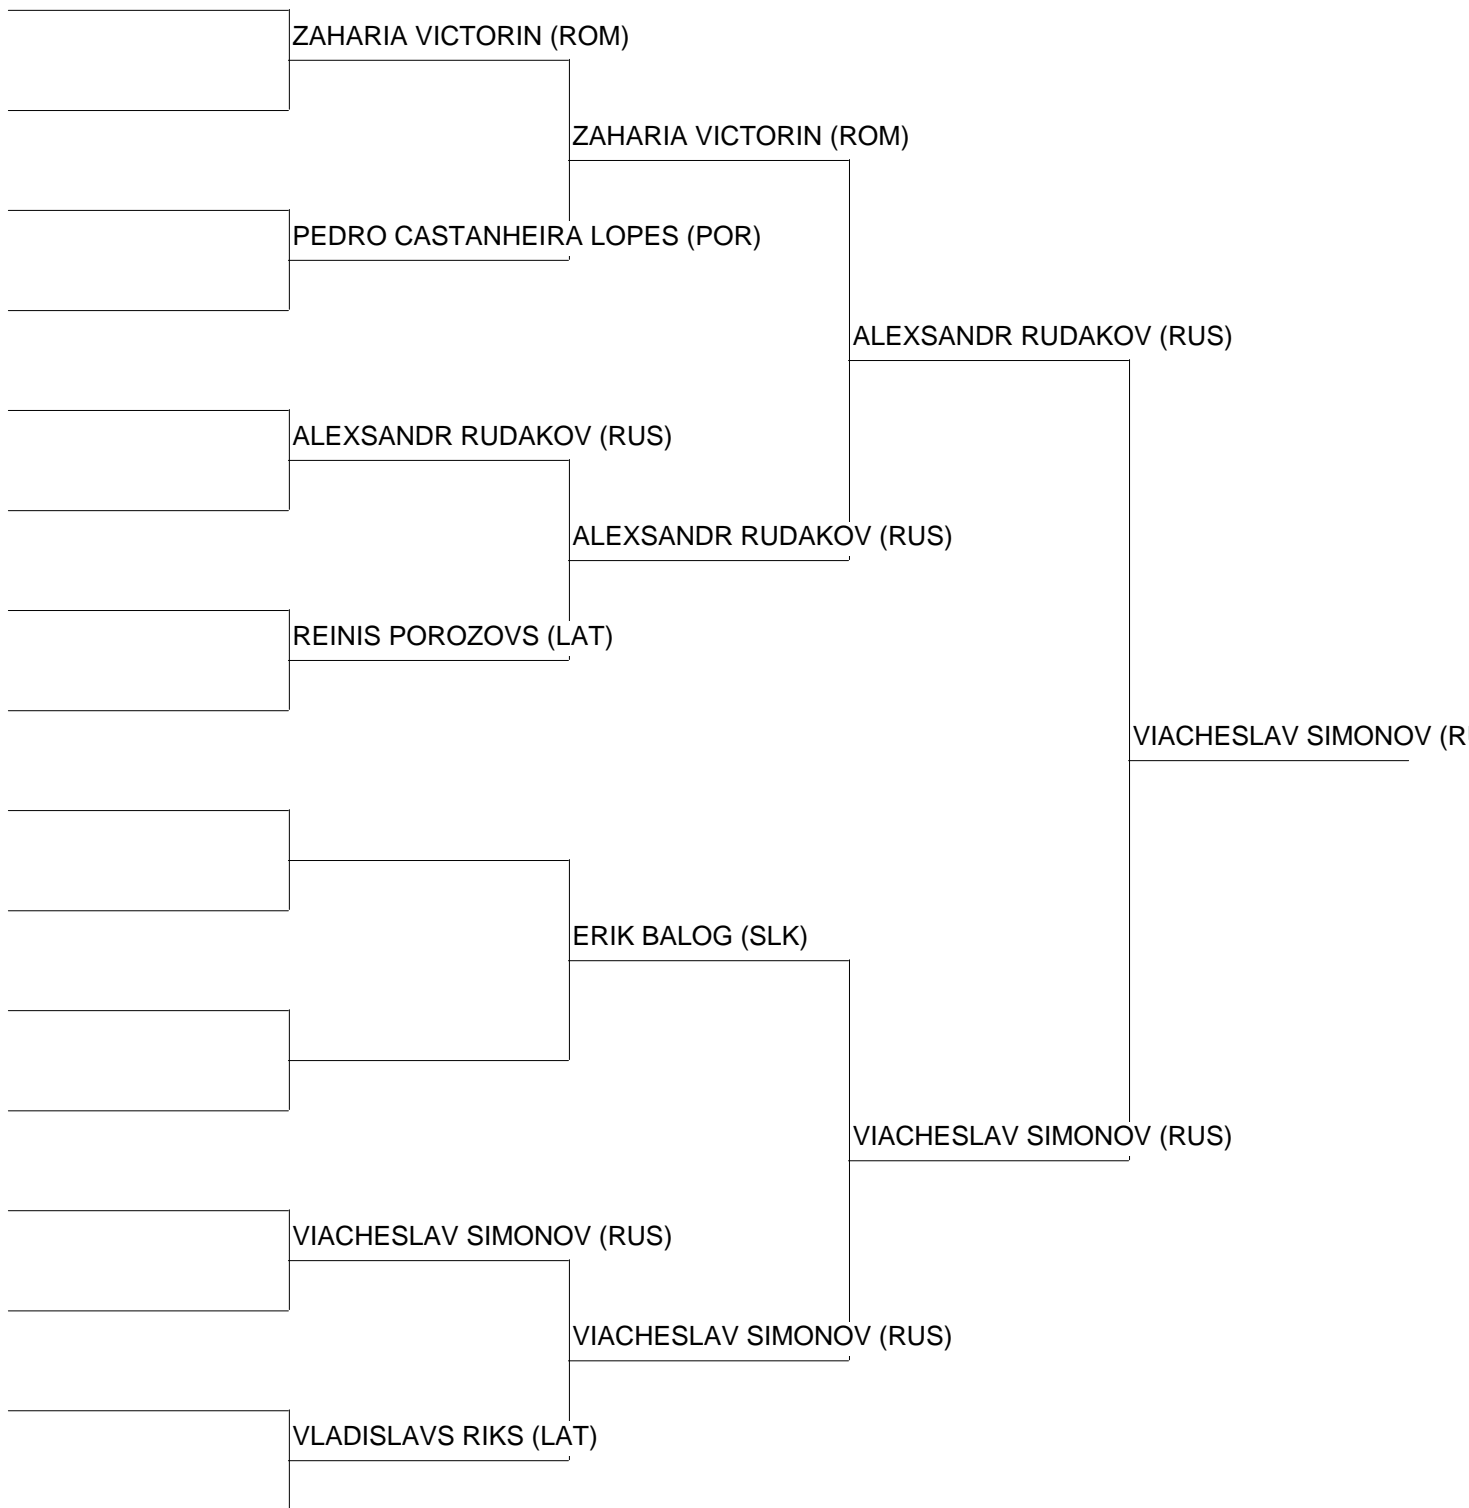 ZAHARIA VICTORIN (ROM)
ZAHARIA VICTORIN (ROM)
PEDRO CASTANHEIRA LOPES (POR)
ALEXSANDR RUDAKOV (RUS)
ALEXSANDR RUDAKOV (RUS)
ALEXSANDR RUDAKOV (RUS)
REINIS POROZOVS (LAT)
VIACHESLAV SIMONOV (R
ERIK BALOG (SLK)
VIACHESLAV SIMONOV (RUS)
VIACHESLAV SIMONOV (RUS)
VIACHESLAV SIMONOV (RUS)
VLADISLAVS RIKS (LAT)